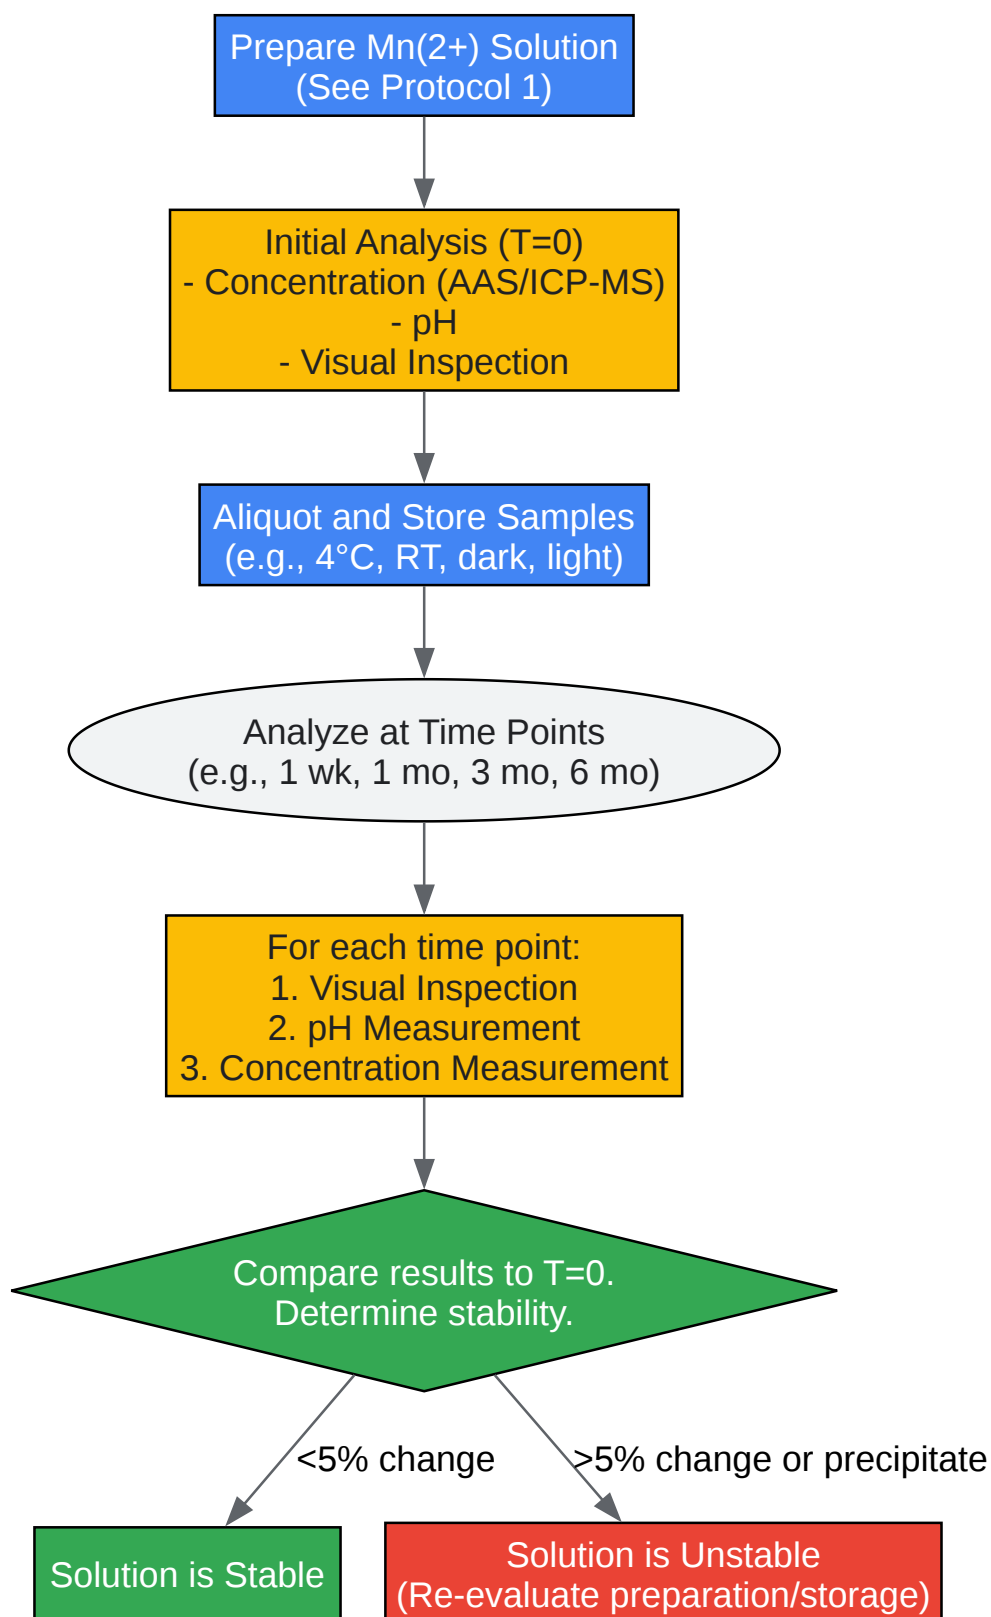 Prepare Mn(2+) Solution
(See Protocol 1)
Initial Analysis (T=0)
- Concentration (AAS/ICP-MS)
- pH
- Visual Inspection
Aliquot and Store Samples
(e.g., 4°C, RT, dark, light)
Analyze at Time Points
(e.g., 1 wk, 1 mo, 3 mo, 6 mo)
For each time point:
1. Visual Inspection
2. pH Measurement
3. Concentration Measurement
Compare results to T=0.
Determine stability.
<5% change
>5% change or precipitate
Solution is Stable
Solution is Unstable
(Re-evaluate preparation/storage)